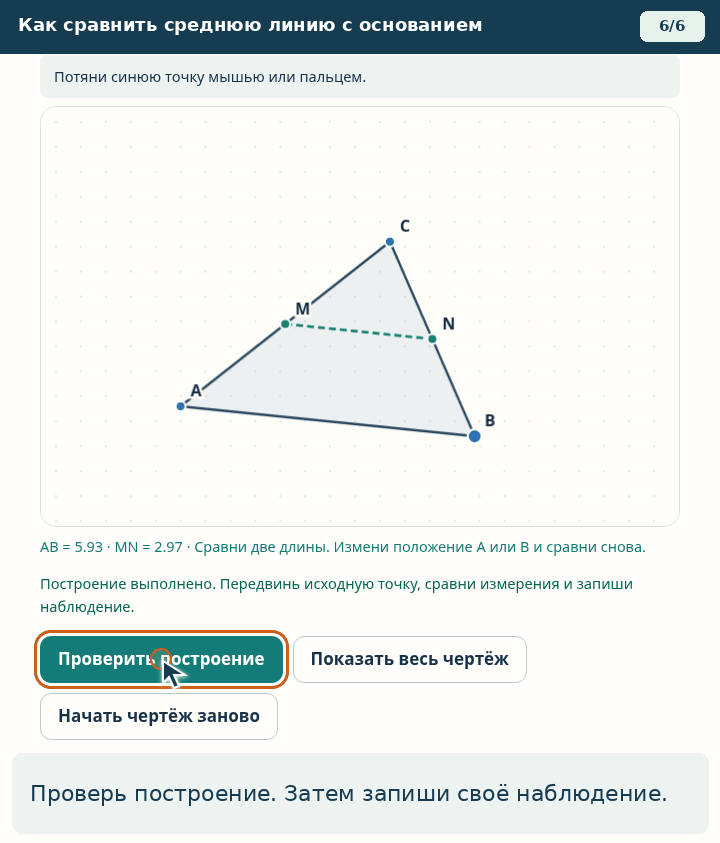 Как сравнить среднюю линию с основанием
6/6
Потяни синюю точку мышью или пальцем.
C
M
N
A
B
AB = 5.93 · MN = 2.97 · Сравни две длины. Измени положение A или B и сравни снова.
Построение выполнено. Передвинь исходную точку, сравни измерения и запиши
наблюдение.
Проверить построение
Показать весь чертёж
Начать чертёж заново
Проверь построение. Затем запиши своё наблюдение.